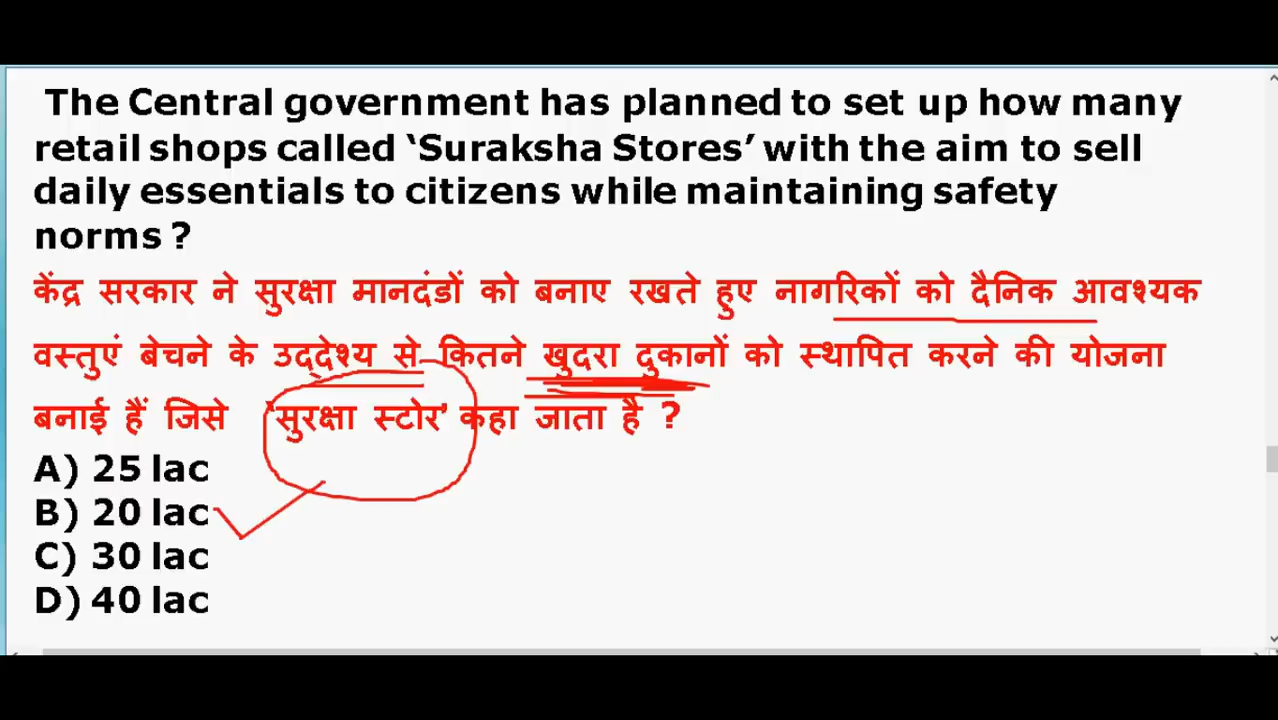 The Central government has planned to set up how many
retail shops called ‘Suraksha Stores’ with the aim to sell
daily essentials to citizens while maintaining safety
norms ?
केंद्र सरकार ने सुरक्षा मानदंडों को बनाए रखते हुए नागरिकों को दैनिक आवश्यक
वस्तुएं बेचने के उद्देश्य से कितने खुदरा दुकानों को स्थापित करने की योजना
बनाई हैं जिसे ‘सुरक्षा स्टोर’ कहा जाता है ?
A) 25 lac
B) 20 lac
C) 30 lac
D) 40 lac